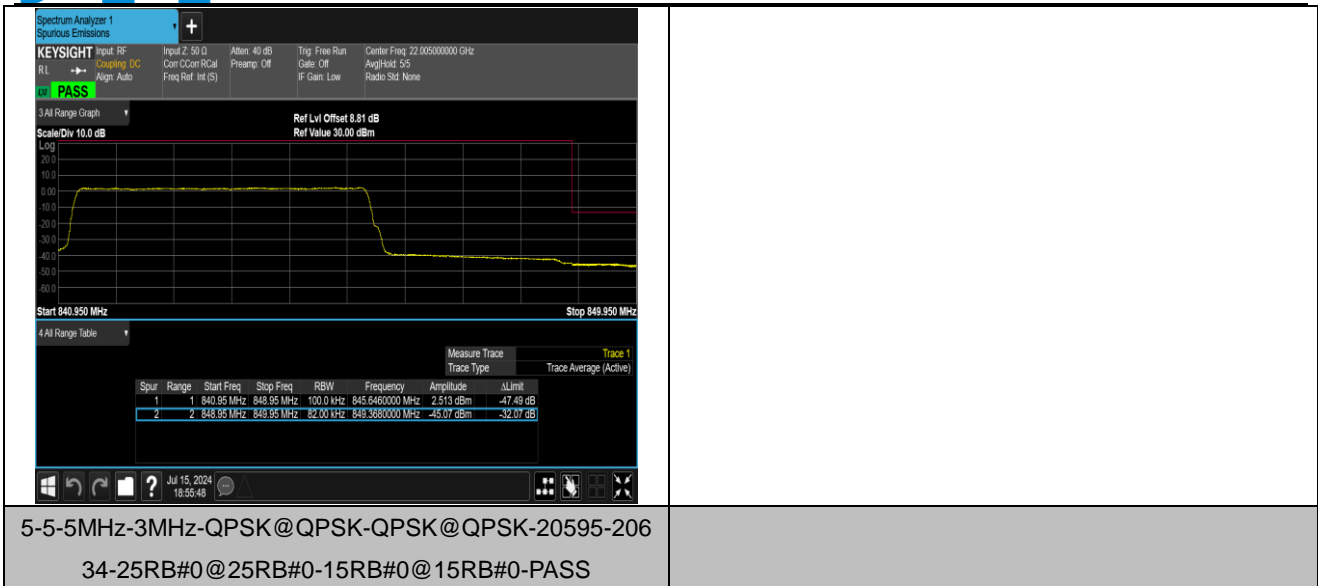 Spectrum Analyzer 1
Spurious Emissions
+
KEYSIGHT Input: RF Input Z: 50 Ω Atten: 40 dB Trig: Free Run Center Freq: 22.005000000 GHz
RL Coupling: DC Corr CCorr RCal Preamp: Off Gate: Off Avg|Hold: 5/5
Align: Auto Freq Ref: Int (S) IF Gain: Low Radio Std: None
PASS
3 All Range Graph Ref Lvl Offset 8.81 dB
Scale/Div 10.0 dB Ref Value 30.00 dBm
Log
20.0
10.0
0.00
-10.0
-20.0
-30.0
-40.0
-50.0
-60.0
Start 840.950 MHz Stop 849.950 MHz
4 All Range Table
Measure Trace Trace 1
Trace Type Trace Average (Active)
Spur Range Start Freq Stop Freq RBW Frequency Amplitude ΔLimit
1 1 840.95 MHz 848.95 MHz 100.0 kHz 845.6460000 MHz 2.513 dBm -47.49 dB
2 2 848.95 MHz 849.95 MHz 82.00 kHz 849.3680000 MHz -45.07 dBm -32.07 dB
? Jul 15, 2024
18:55:48
5-5-5MHz-3MHz-QPSK@QPSK-QPSK@QPSK-20595-206
34-25RB#0@25RB#0-15RB#0@15RB#0-PASS